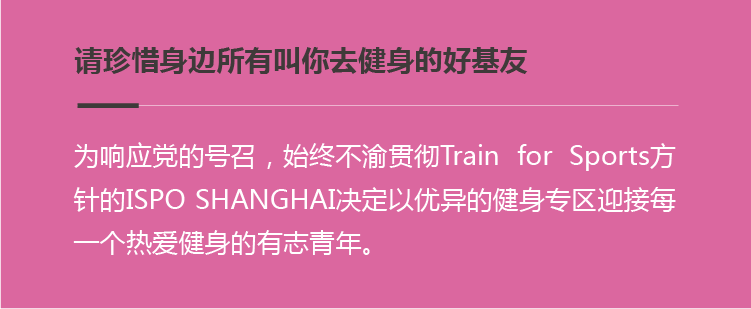 请珍惜身边所有叫你去健身的好基友
为响应党的号召，始终不渝贯彻Train for Sports方
针的ISPO SHANGHAI决定以优异的健身专区迎接每
一个热爱健身的有志青年。